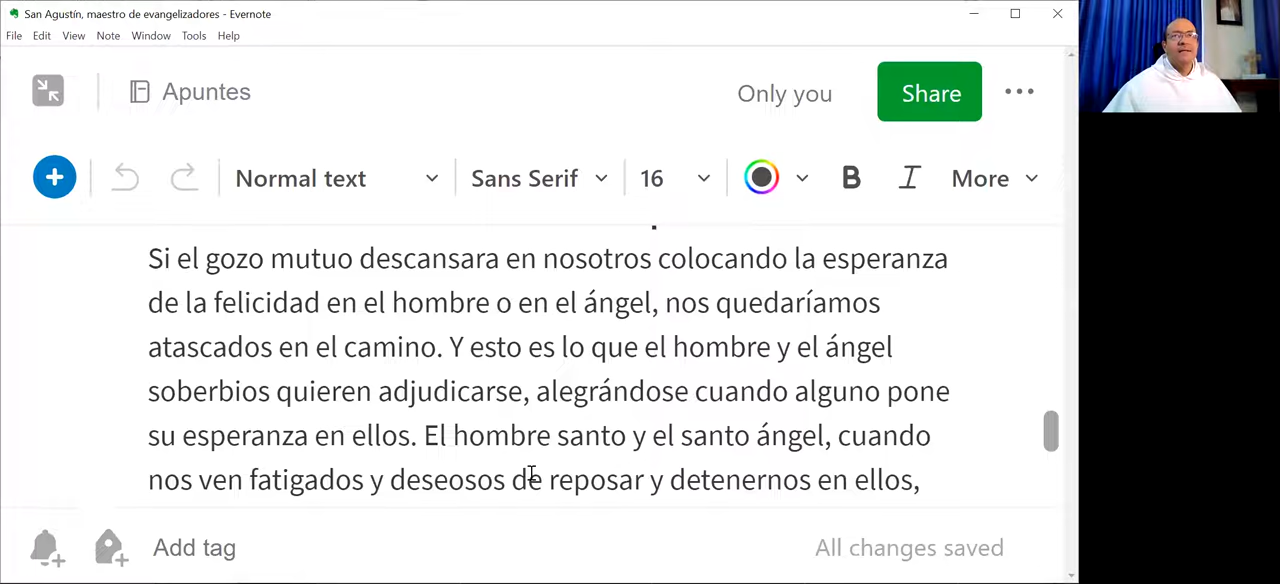 San Agustín, maestro de evangelizadores - Evernote
File Edit View Note Window Tools Help
Apuntes
Only you
Share
Normal text
Sans Serif
16
B
I
More
Si el gozo mutuo descansara en nosotros colocando la esperanza
de la felicidad en el hombre o en el ángel, nos quedaríamos
atascados en el camino. Y esto es lo que el hombre y el ángel
soberbios quieren adjudicarse, alegrándose cuando alguno pone
su esperanza en ellos. El hombre santo y el santo ángel, cuando
nos ven fatigados y deseosos de reposar y detenernos en ellos,
Add tag
All changes saved